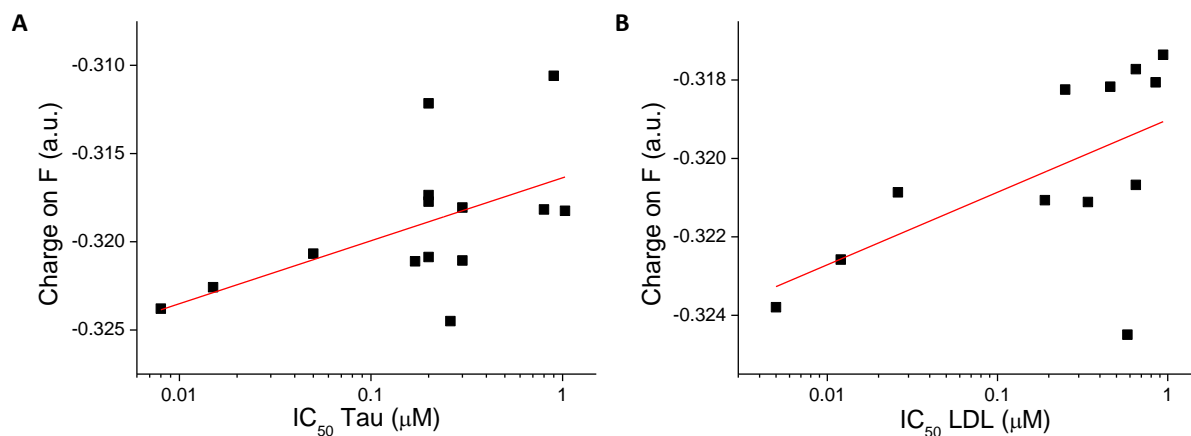 A
Charge on F (a.u.)
-0.310
-0.315
-0.320
-0.325
0.01
0.1
1
IC₅₀ Tau (μM)
B
Charge on F (a.u.)
-0.318
-0.320
-0.322
-0.324
0.01
0.1
1
IC₅₀ LDL (μM)